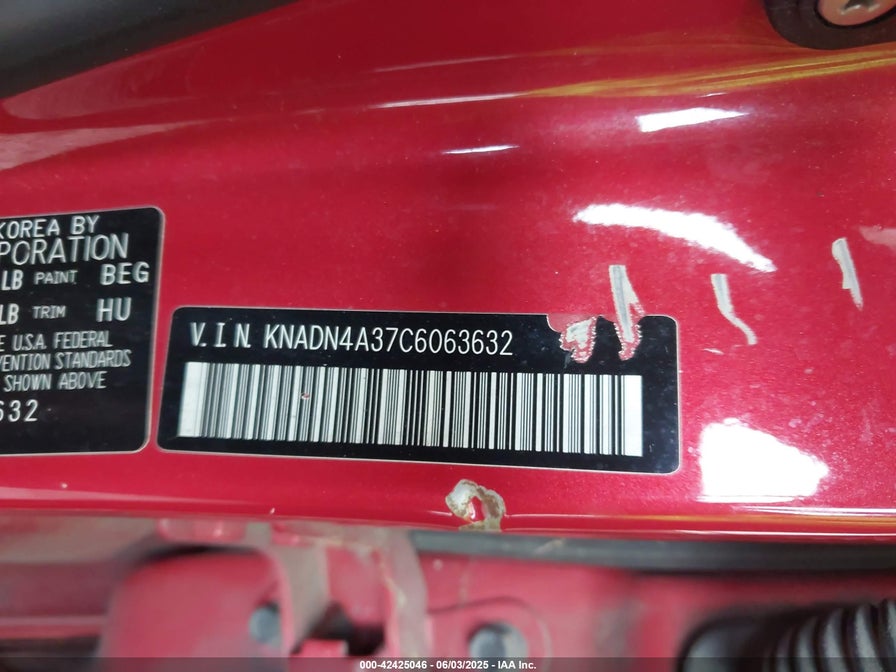 KOREA BY
PORATION
LB PAINT BEG
LB TRIM HU
E U.S.A. FEDERAL
VENTION STANDARDS
SHOWN ABOVE
632
V.I.N. KNADN4A37C6063632
000-42425046 | 06/03/2025 - IAA Inc.